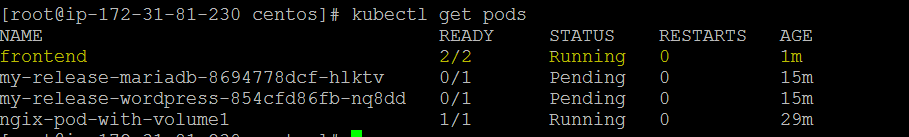 [root@ip-172-31-81-230 centos]# kubectl get pods
NAME READY STATUS RESTARTS AGE
frontend 2/2 Running 0 1m
my-release-mariadb-8694778dcf-hlktv 0/1 Pending 0 15m
my-release-wordpress-854cfd86fb-nq8dd 0/1 Pending 0 15m
ngix-pod-with-volume1 1/1 Running 0 29m